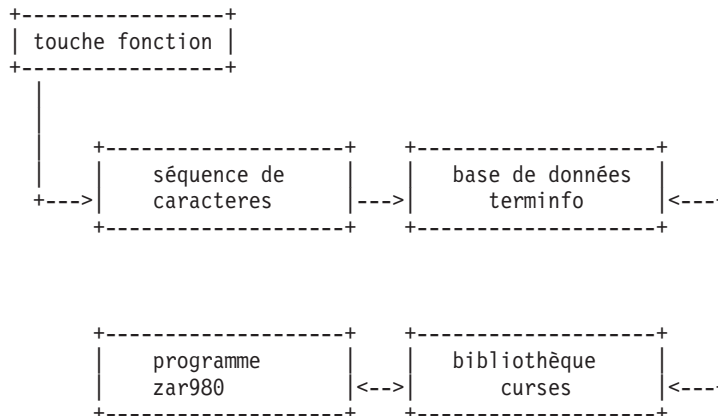 touche fonction
séquence de
caracteres
base de données
terminfo
programme
zar980
bibliothèque
curses